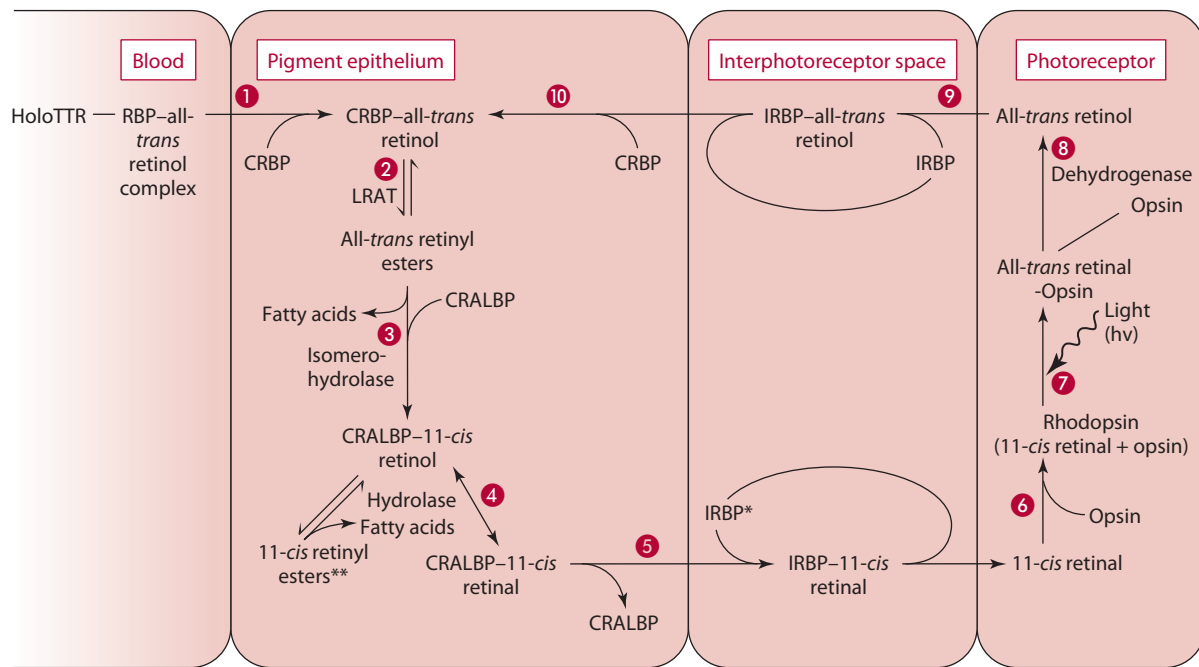 Blood
Pigment epithelium
Interphotoreceptor space
Photoreceptor
1
10
9
HoloTTR
RBP–all-
trans
retinol
complex
CRBP
CRBP–all-trans
retinol
CRBP
IRBP–all-trans
retinol
IRBP
All-trans retinol
2
LRAT
8
Dehydrogenase
Opsin
All-trans retinyl
esters
All-trans retinal
-Opsin
Fatty acids
CRALBP
3
Isomero-
hydrolase
Light
(hv)
7
CRALBP–11-cis
retinol
Rhodopsin
(11-cis retinal + opsin)
Hydrolase
4
Fatty acids
IRBP*
6
Opsin
11-cis retinyl
esters**
CRALBP–11-cis
retinal
5
IRBP–11-cis
retinal
11-cis retinal
CRALBP